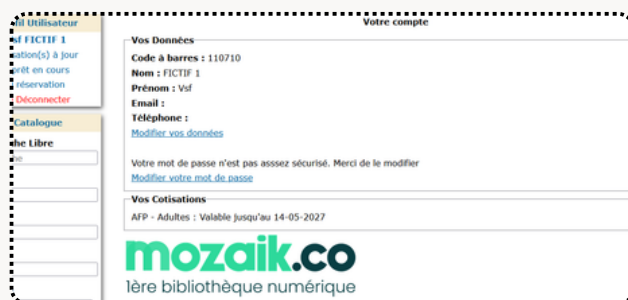 fil Utilisateur
sf FICTIF 1
sation(s) à jour
prêt en cours
réservation
Déconnecter
Catalogue
he Libre
he
Votre compte
Vos Données
Code à barres : 110710
Nom : FICTIF 1
Prénom : Vsf
Email :
Téléphone :
Modifier vos données
Votre mot de passe n'est pas asssez sécurisé. Merci de le modifier
Modifier votre mot de passe
Vos Cotisations
AFP - Adultes : Valable jusqu'au 14-05-2027
mozaik.co
1ère bibliothèque numérique